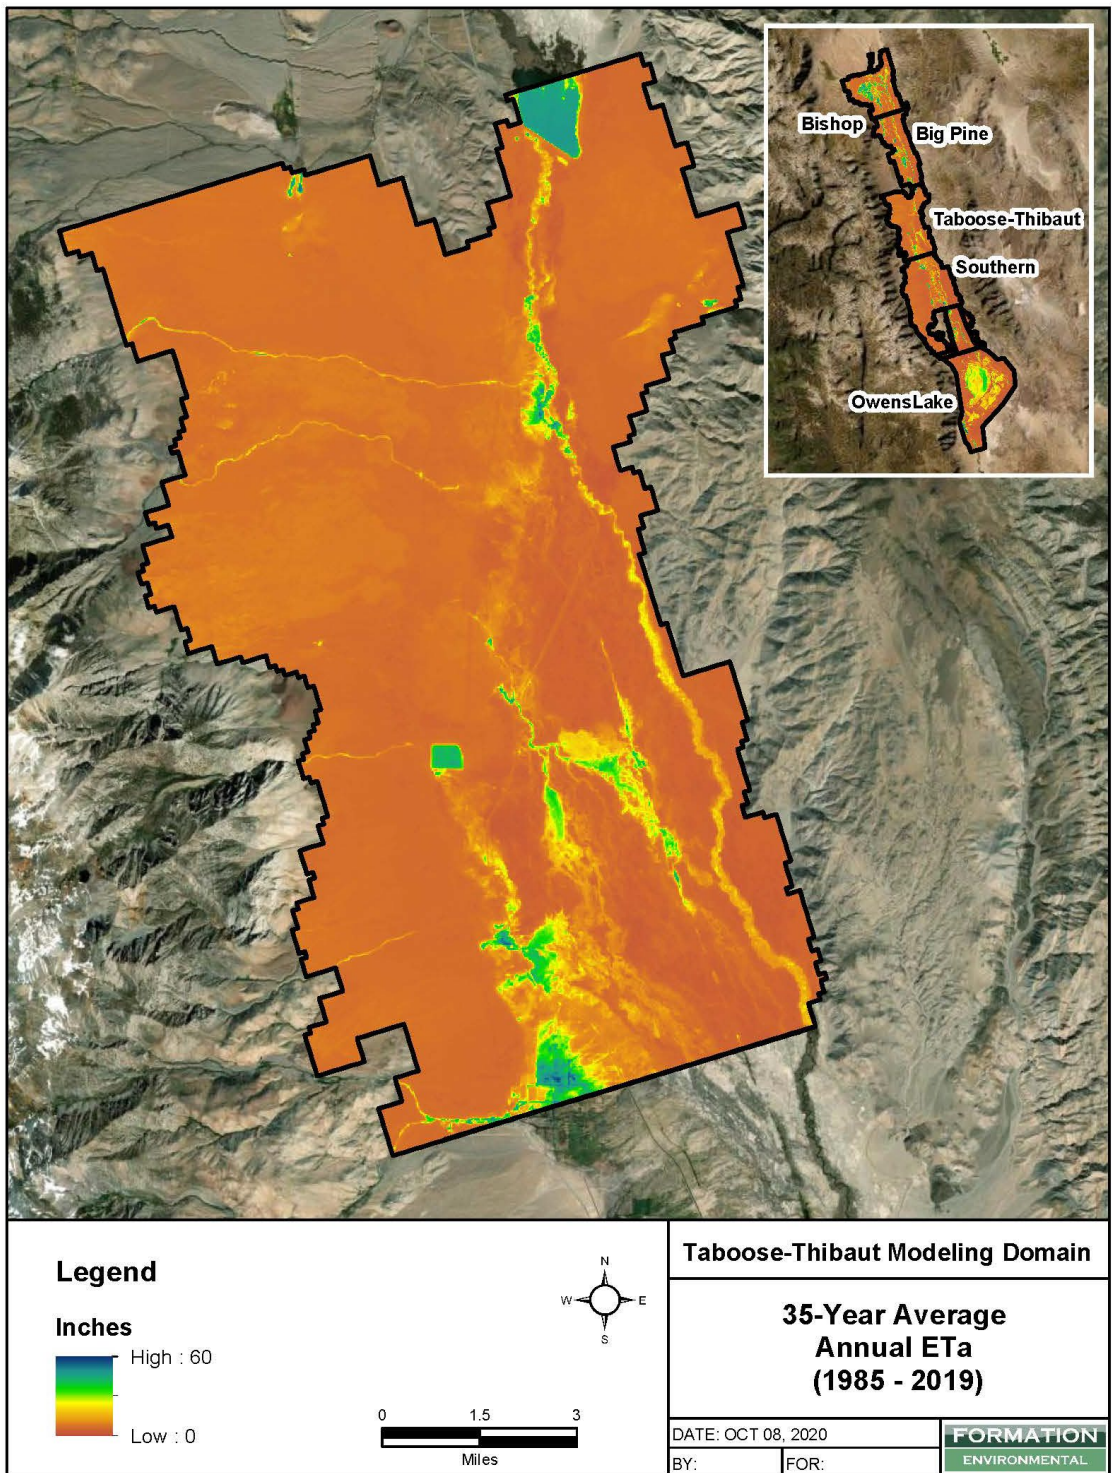 Bishop
Big Pine
Taboose-Thibaut
Southern
OwensLake
Legend
Inches
High : 60
Low : 0
N
W E
S
0 1.5 3
Miles
Taboose-Thibaut Modeling Domain
35-Year Average
Annual ETa
(1985 - 2019)
DATE: OCT 08, 2020
BY: FOR:
FORMATION
ENVIRONMENTAL